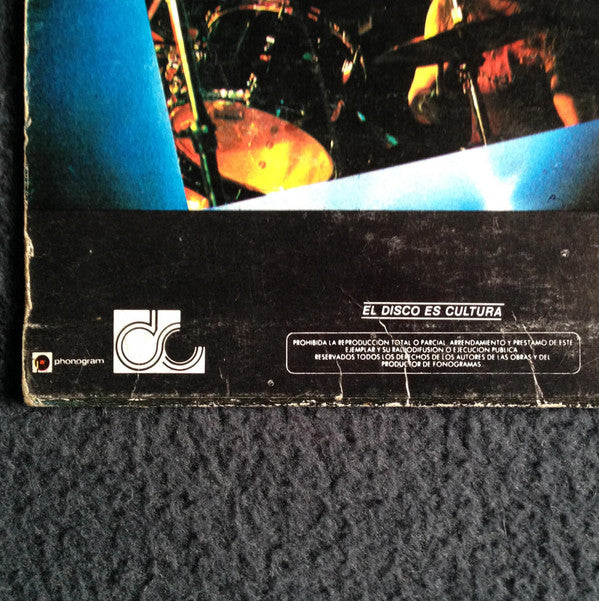 EL DISCO ES CULTURA
PROHIBIDA LA REPRODUCCION TOTAL O PARCIAL, ARRENDAMIENTO Y PRESTAMO DE ESTE
EJEMPLAR Y SU RADIODIFUSION O EJECUCION PUBLICA
RESERVADOS TODOS LOS DERECHOS DE LOS AUTORES DE LAS OBRAS Y DEL
PRODUCTOR DE FONOGRAMAS
phonogram
dc